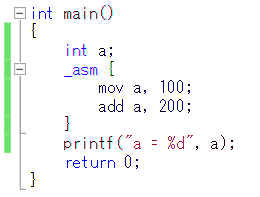 int main()
{
    int a;
    _asm {
        mov a, 100;
        add a, 200;
    }
    printf("a = %d", a);
    return 0;
}